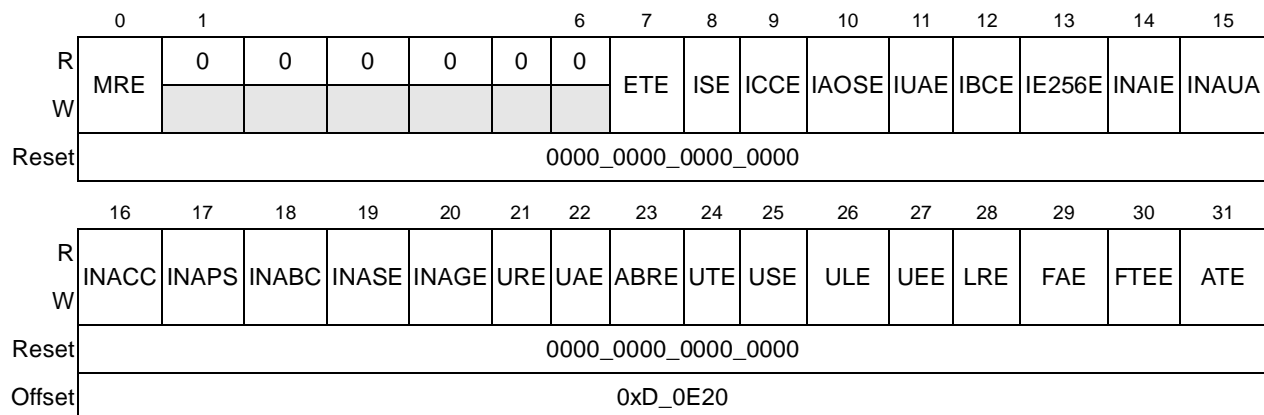 0 1 6 7 8 9 10 11 12 13 14 15
R MRE 0 0 0 0 0 0 ETE ISE ICCE IAOSE IUAE IBCE IE256E INAIE INAUA
W
Reset 0000_0000_0000_0000
16 17 18 19 20 21 22 23 24 25 26 27 28 29 30 31
R INACC INAPS INABC INASE INAGE URE UAE ABRE UTE USE ULE UEE LRE FAE FTEE ATE
W
Reset 0000_0000_0000_0000
Offset 0xD_0E20